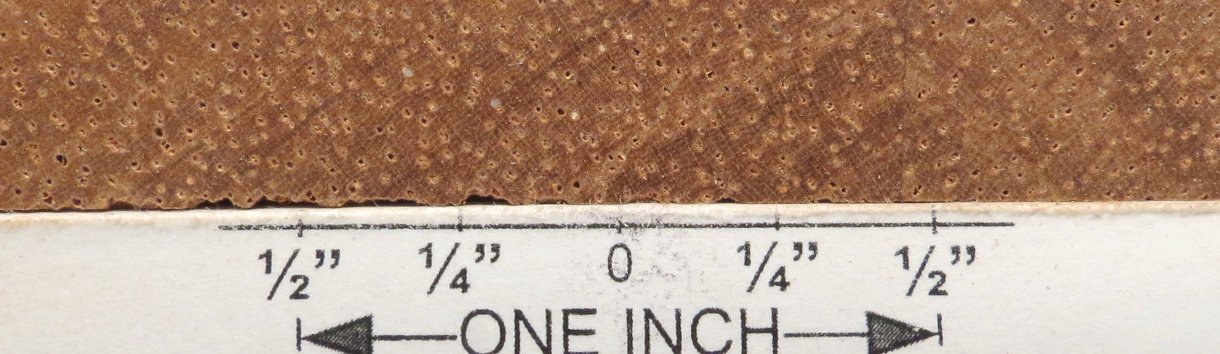 1/2” 1/4” 0 1/4” 1/2”
ONE INCH